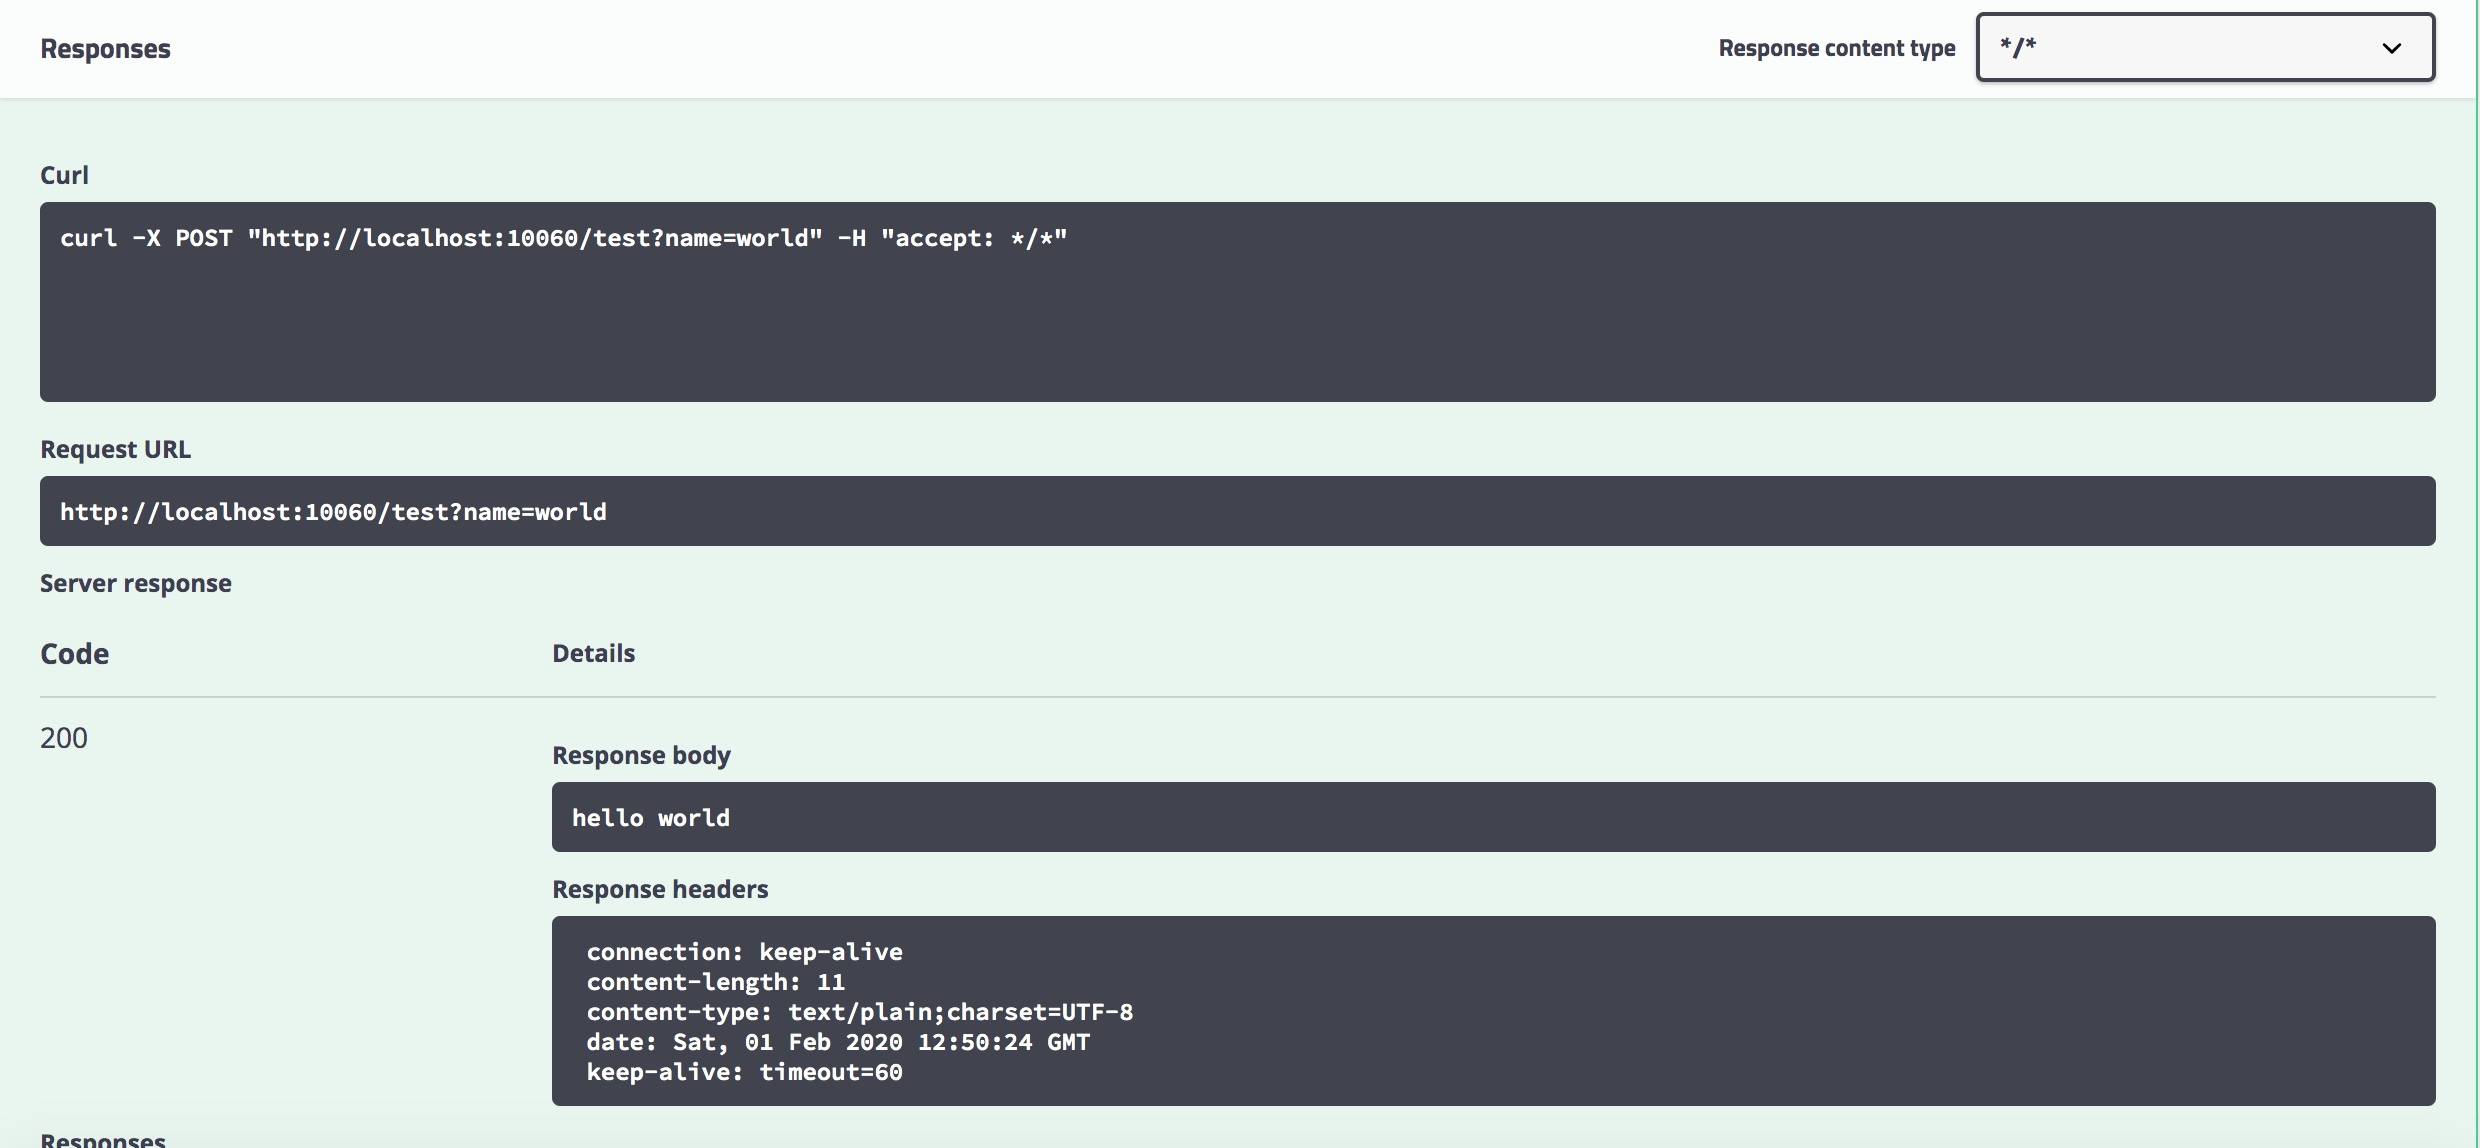 Responses
Response content type
*/*
Curl
curl -X POST "http://localhost:10060/test?name=world" -H "accept: */*"
Request URL
http://localhost:10060/test?name=world
Server response
Code
Details
200
Response body
hello world
Response headers
connection: keep-alive
content-length: 11
content-type: text/plain;charset=UTF-8
date: Sat, 01 Feb 2020 12:50:24 GMT
keep-alive: timeout=60
Responses